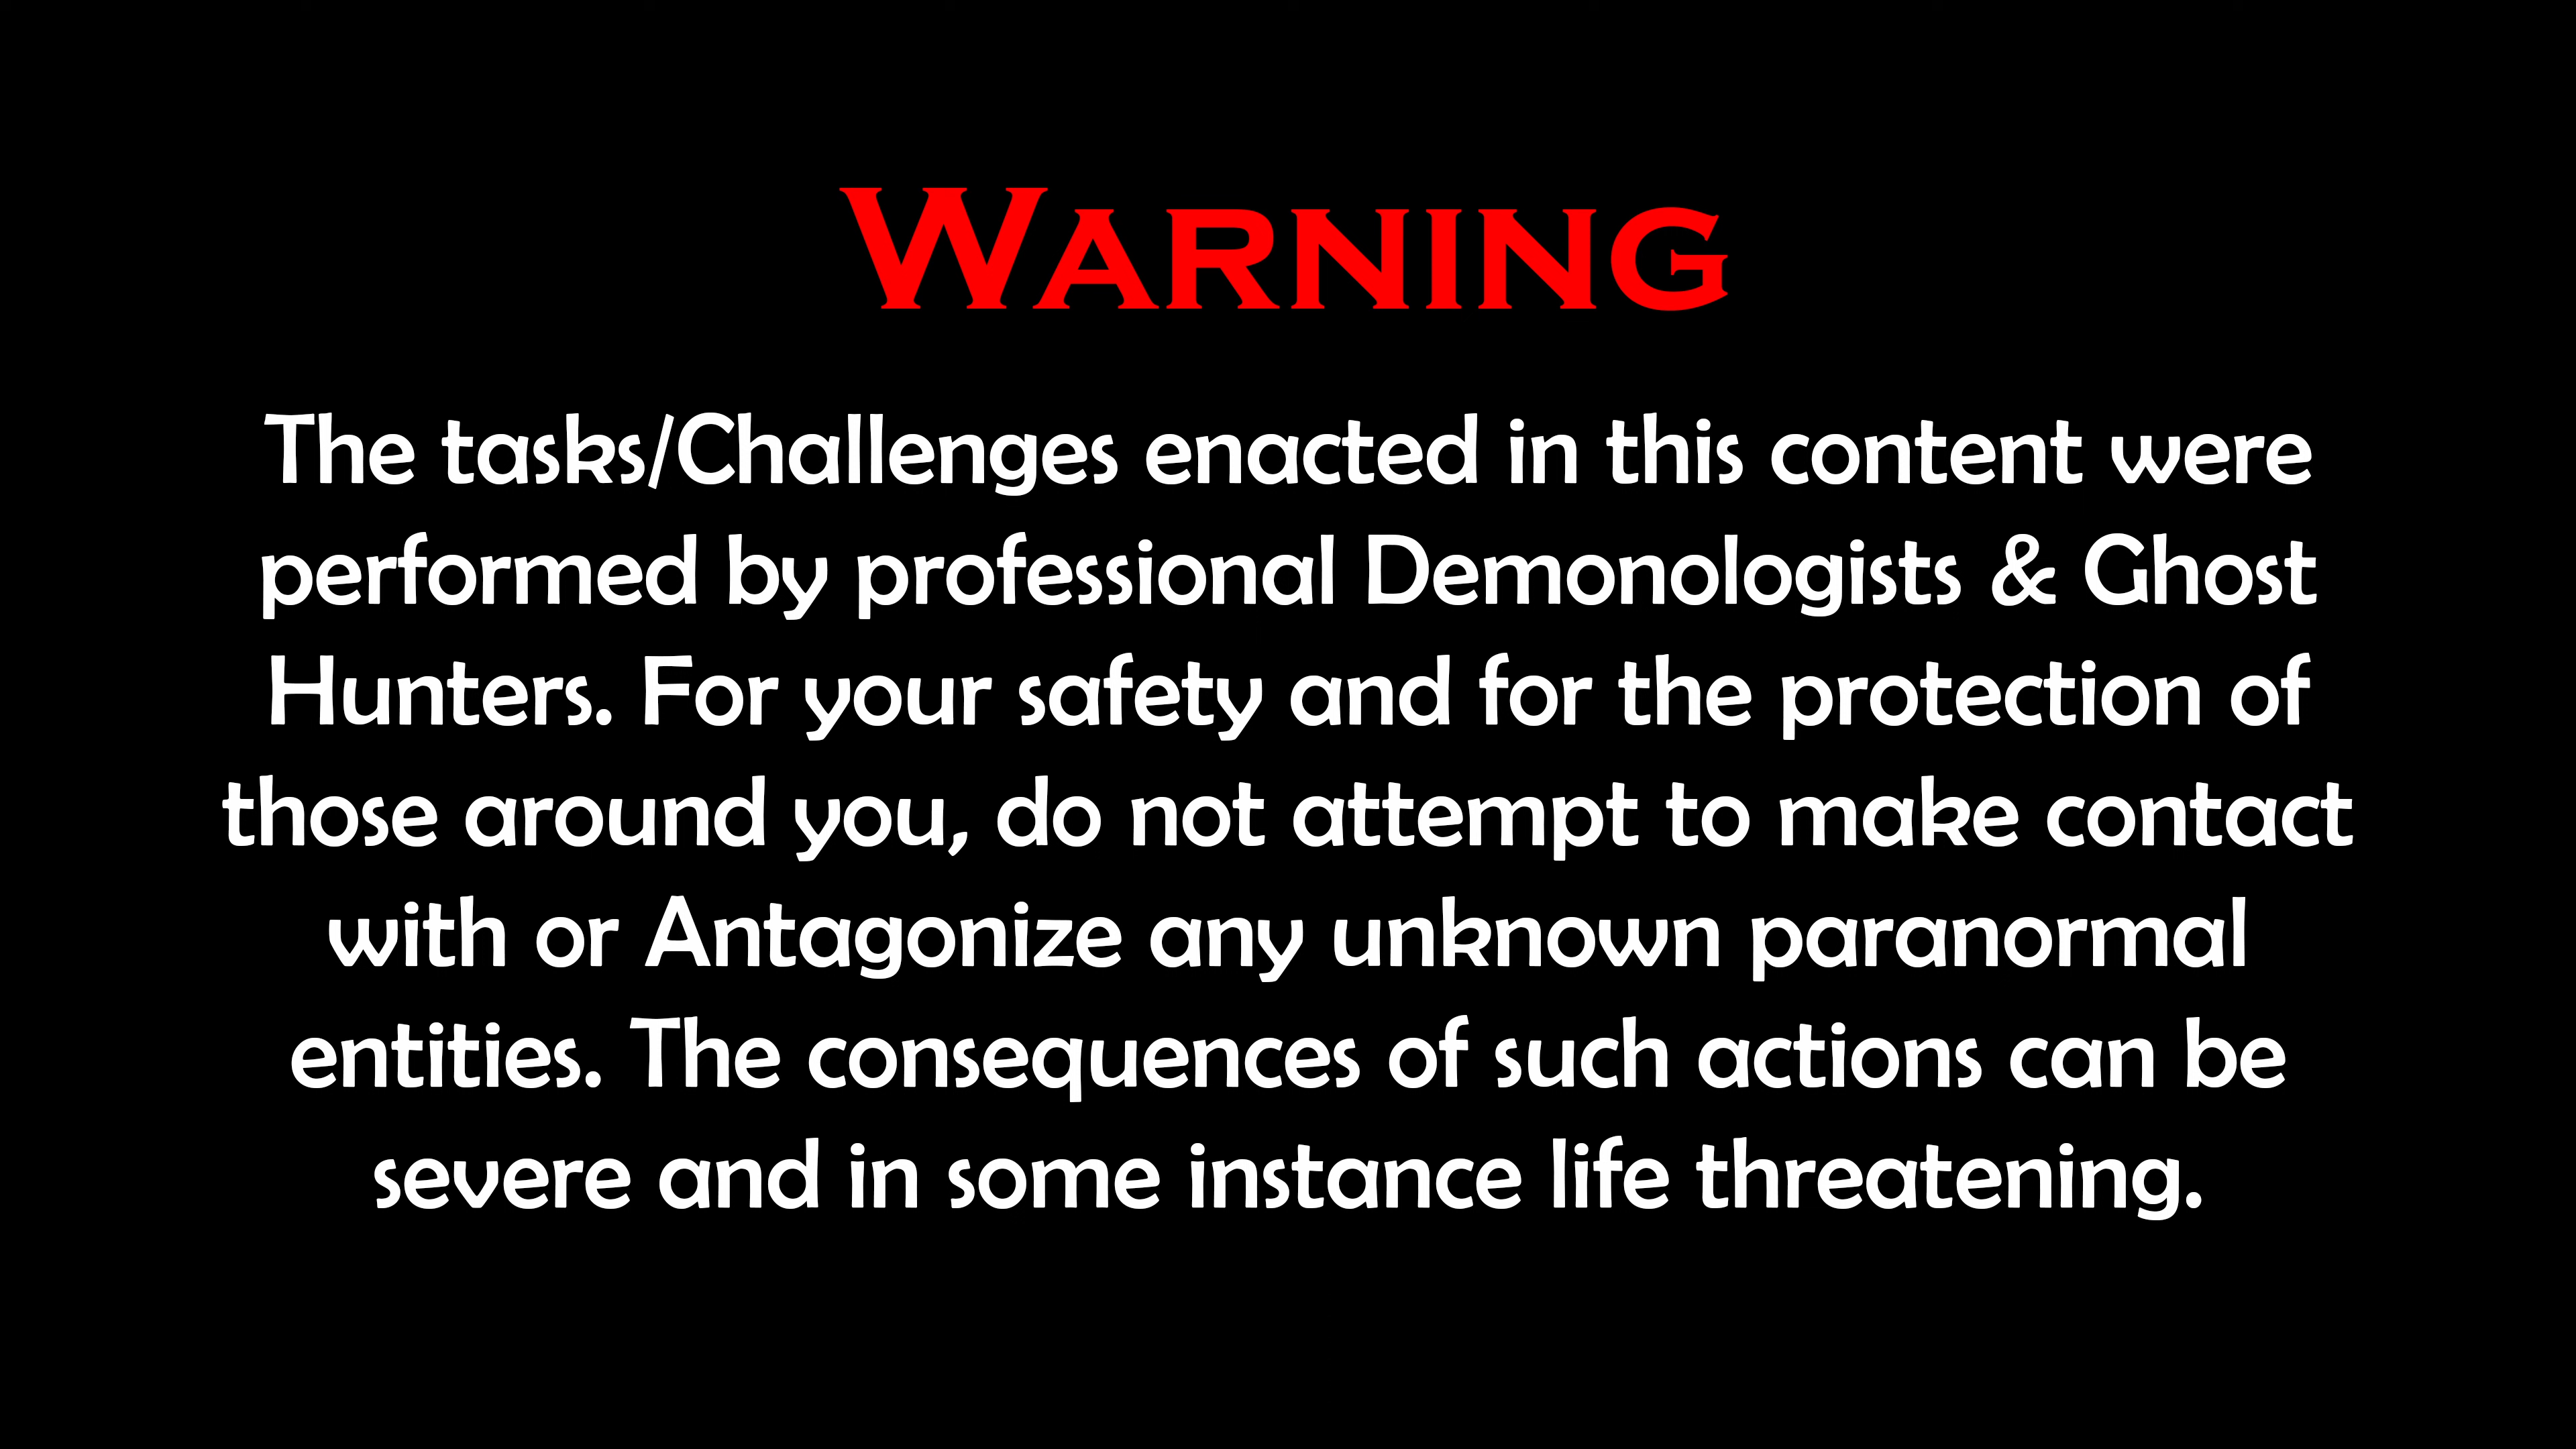 Warning
The tasks/Challenges enacted in this content were
performed by professional Demonologists & Ghost
Hunters. For your safety and for the protection of
those around you, do not attempt to make contact
with or Antagonize any unknown paranormal
entities. The consequences of such actions can be
severe and in some instance life threatening.